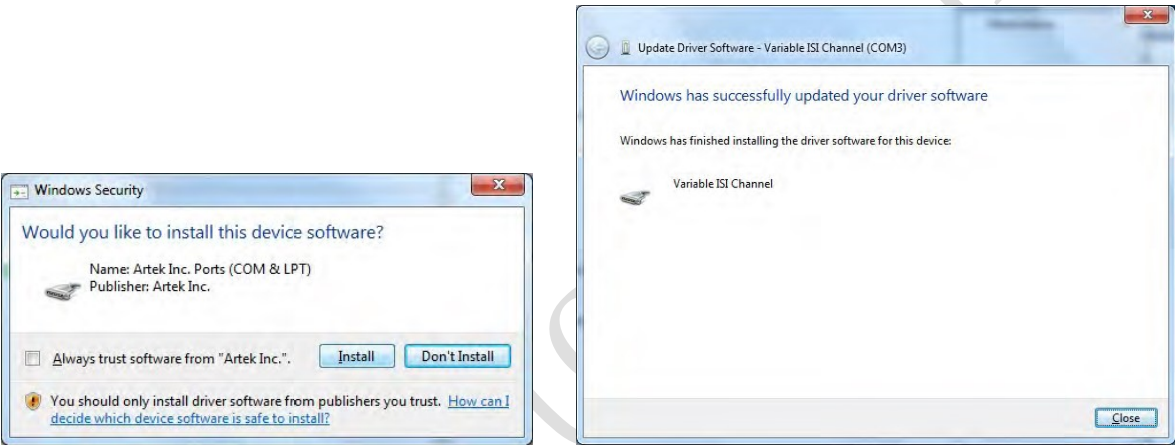 Windows Security
Would you like to install this device software?
Name: Artek Inc. Ports (COM & LPT)
Publisher: Artek Inc.
Always trust software from "Artek Inc.".
Install
Don't Install
You should only install driver software from publishers you trust. How can I
decide which device software is safe to install?
Update Driver Software - Variable ISI Channel (COM3)
Windows has successfully updated your driver software
Windows has finished installing the driver software for this device:
Variable ISI Channel
Close